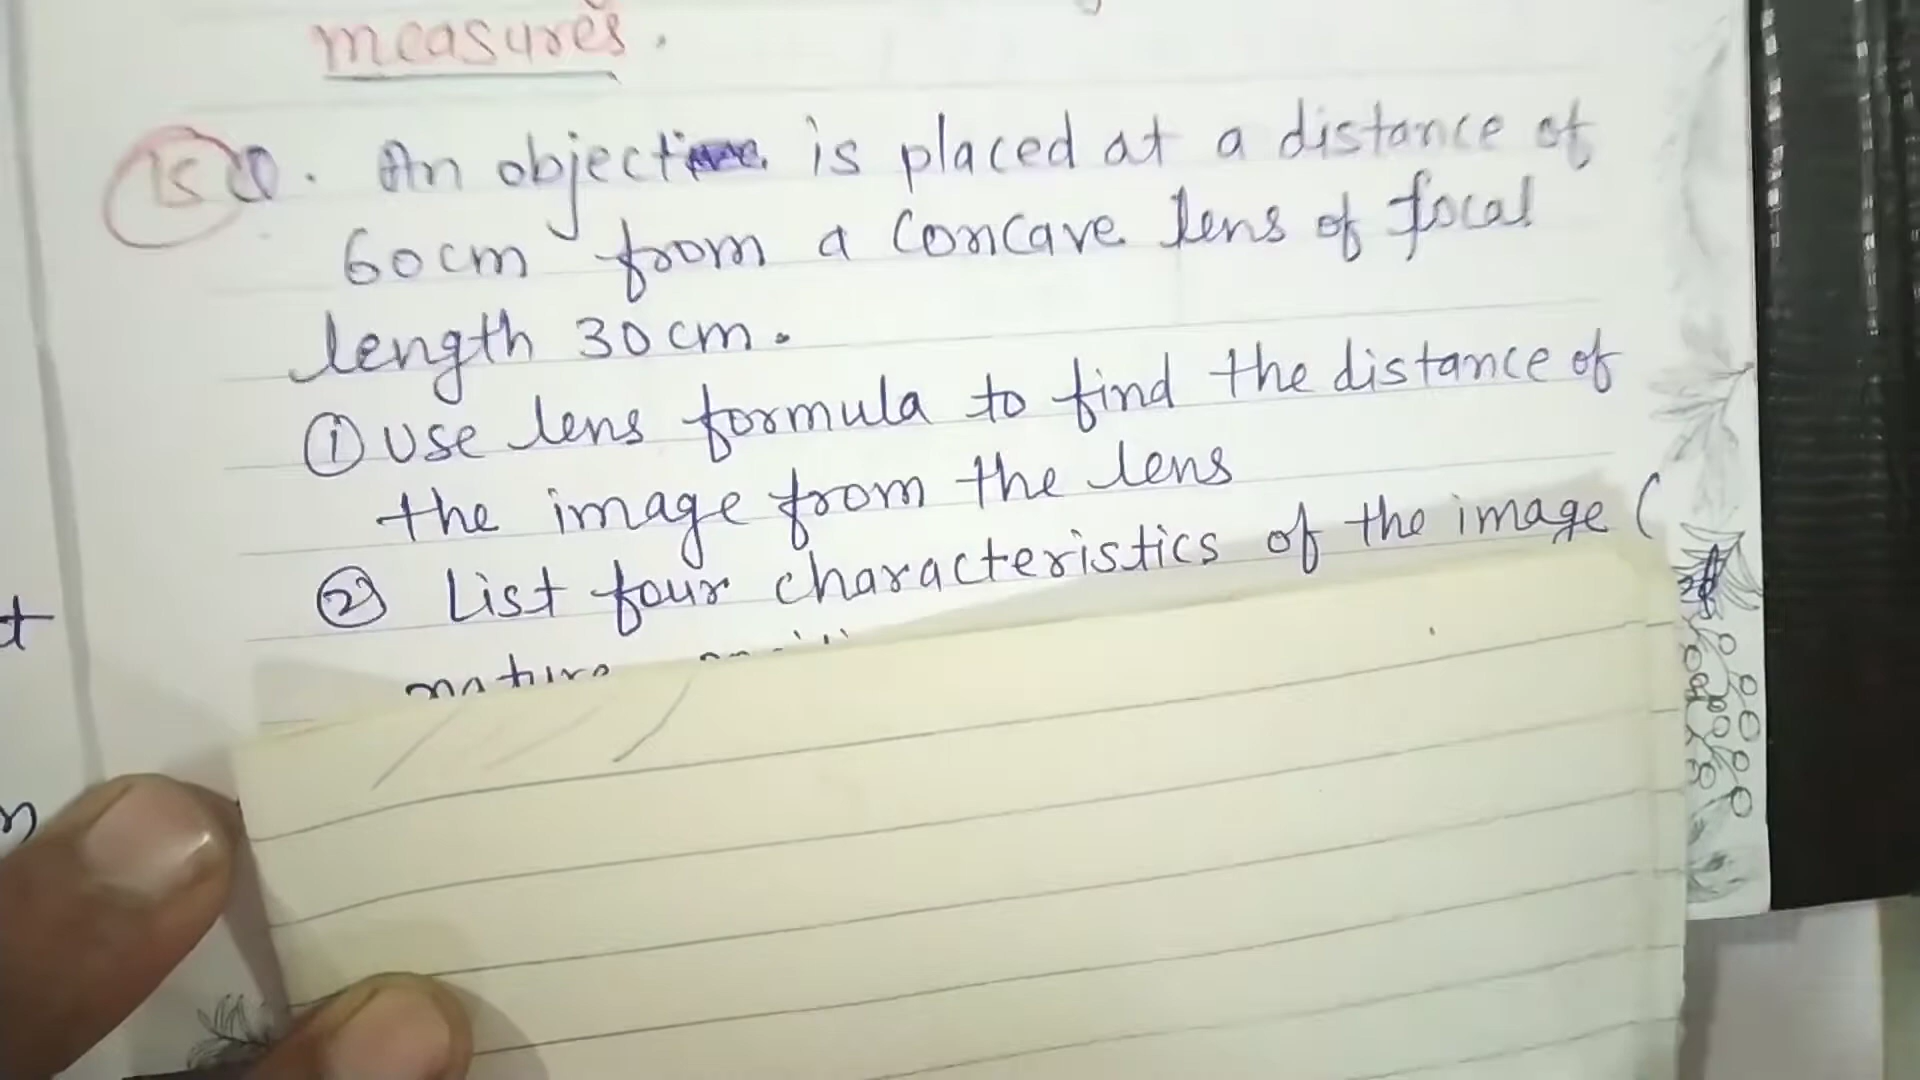 measures.
15 Q. An object is placed at a distance of
60cm from a concave lens of focal
length 30cm.
① Use lens formula to find the distance of
the image from the lens
② List four characteristics of the image (
nature